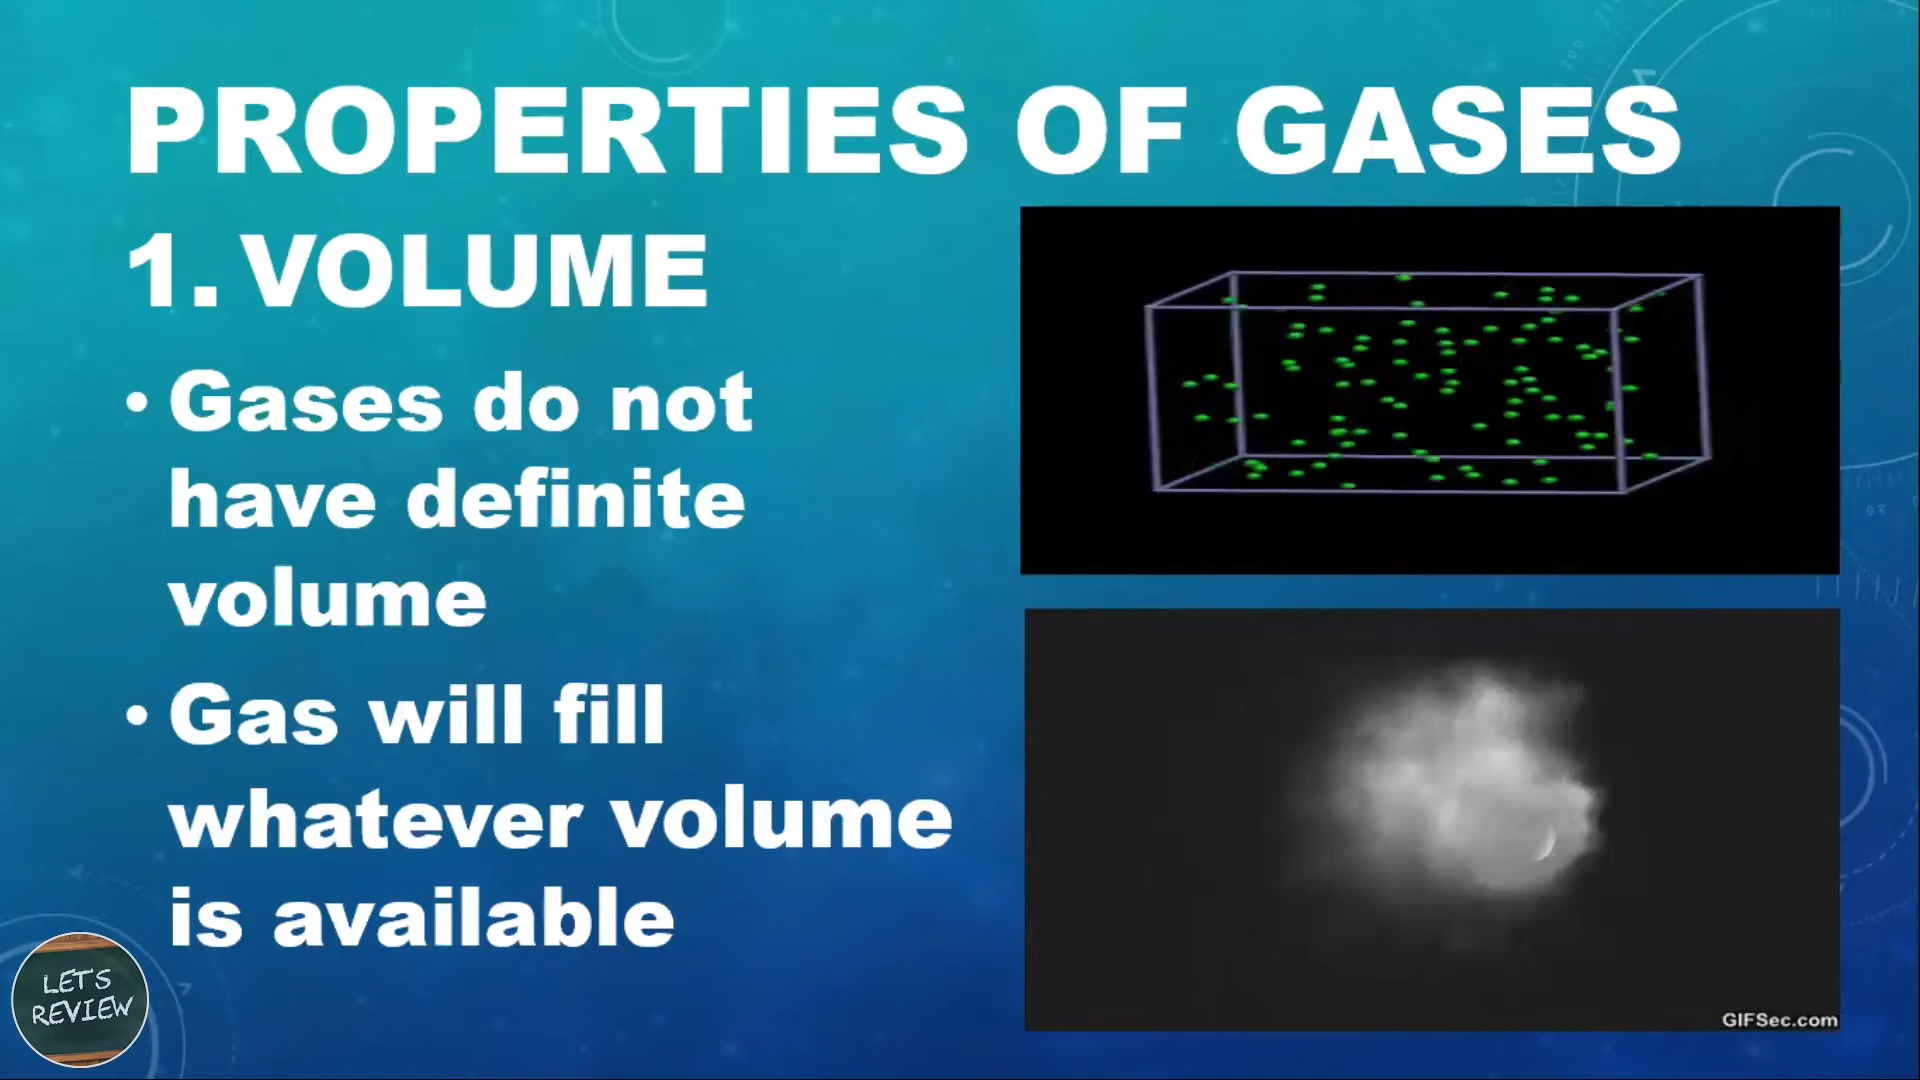 PROPERTIES OF GASES
1. VOLUME
• Gases do not
have definite
volume
• Gas will fill
whatever volume
is available
LET'S
REVIEW
GIFSec.com